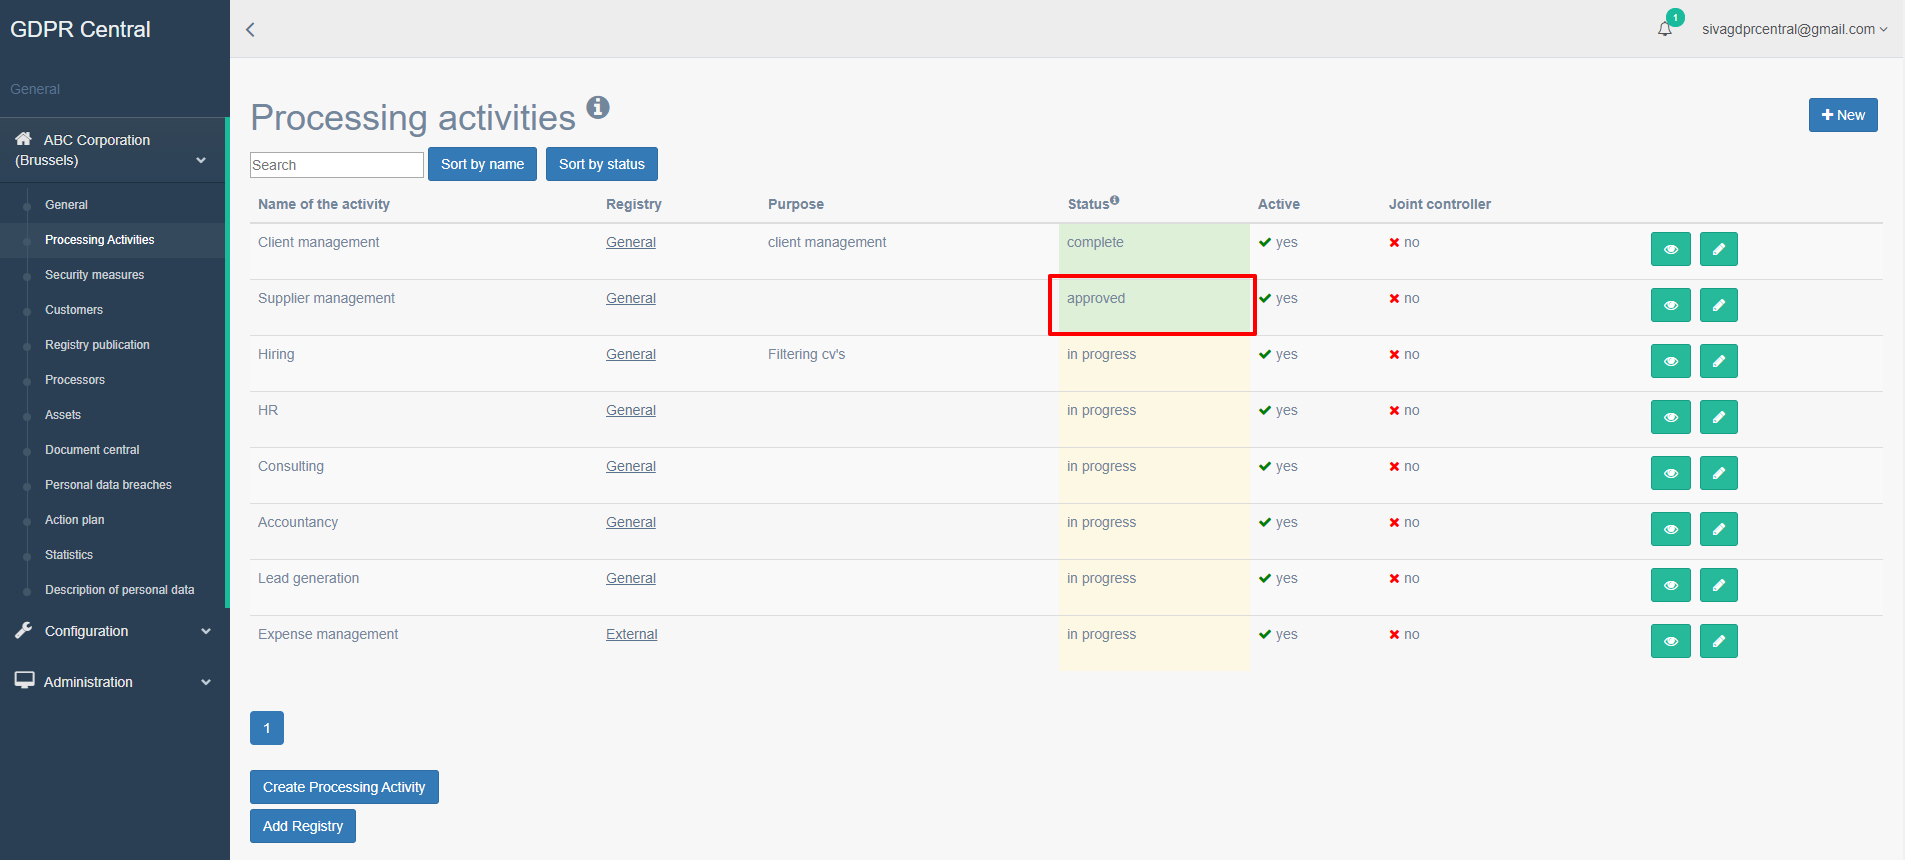 GDPR Central
1
sivagdprcentral@gmail.com
General
ABC Corporation
(Brussels)
General
Processing Activities
Security measures
Customers
Registry publication
Processors
Assets
Document central
Personal data breaches
Action plan
Statistics
Description of personal data
Configuration
Administration
Processing activities
New
Search Sort by name Sort by status
Name of the activity Registry Purpose Status Active Joint controller
Client management General client management complete yes no
Supplier management General approved yes no
Hiring General Filtering cv's in progress yes no
HR General in progress yes no
Consulting General in progress yes no
Accountancy General in progress yes no
Lead generation General in progress yes no
Expense management External in progress yes no
1
Create Processing Activity
Add Registry